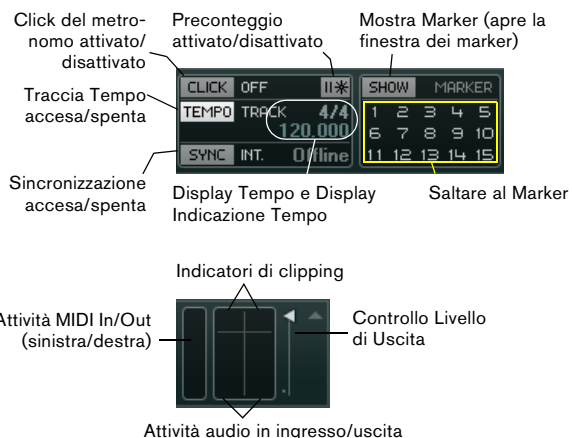 Click del metro-
nomo attivato/
disattivato
Preconteggio
attivato/disattivato
Mostra Marker (apre la
finestra dei marker)
Traccia Tempo
accesa/spenta
CLICK OFF
TEMPO TRACK 4/4
120.000
SYNC INT. Offline
SHOW MARKER
1 2 3 4 5
6 7 8 9 10
11 12 13 14 15
Sincronizzazione
accesa/spenta
Display Tempo e Display
Indicazione Tempo
Saltare al Marker
Indicatori di clipping
Attività MIDI In/Out
(sinistra/destra)
Controllo Livello
di Uscita
Attività audio in ingresso/uscita